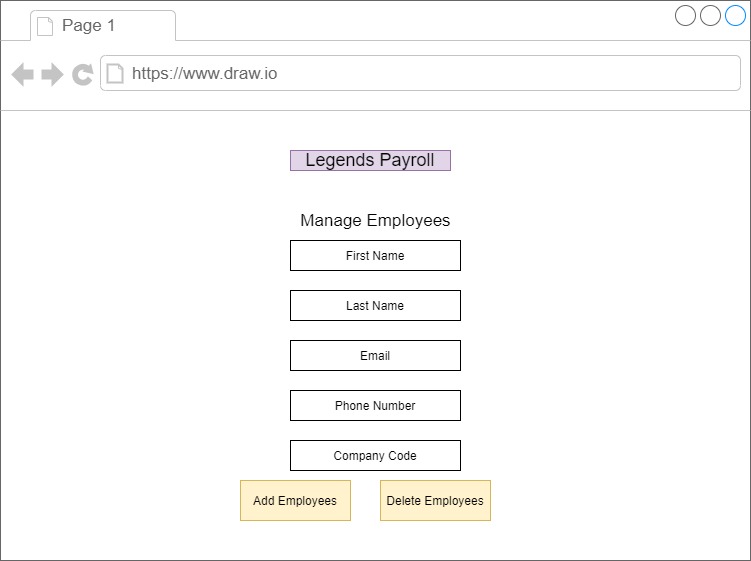 Page 1
https://www.draw.io
Legends Payroll
Manage Employees
First Name
Last Name
Email
Phone Number
Company Code
Add Employees
Delete Employees